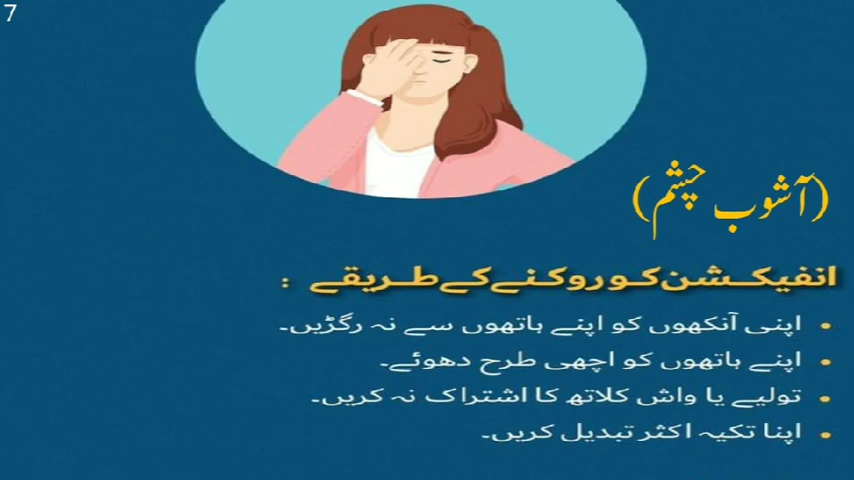 7
(آشوب چشم)
انفیکشن کو روکنے کے طریقے :
• اپنی آنکھوں کو اپنے ہاتھوں سے نہ رگڑیں۔
• اپنے ہاتھوں کو اچھی طرح دھوئے۔
• تولیے یا واش کلاتھ کا اشتراک نہ کریں۔
• اپنا تکیہ اکثر تبدیل کریں۔